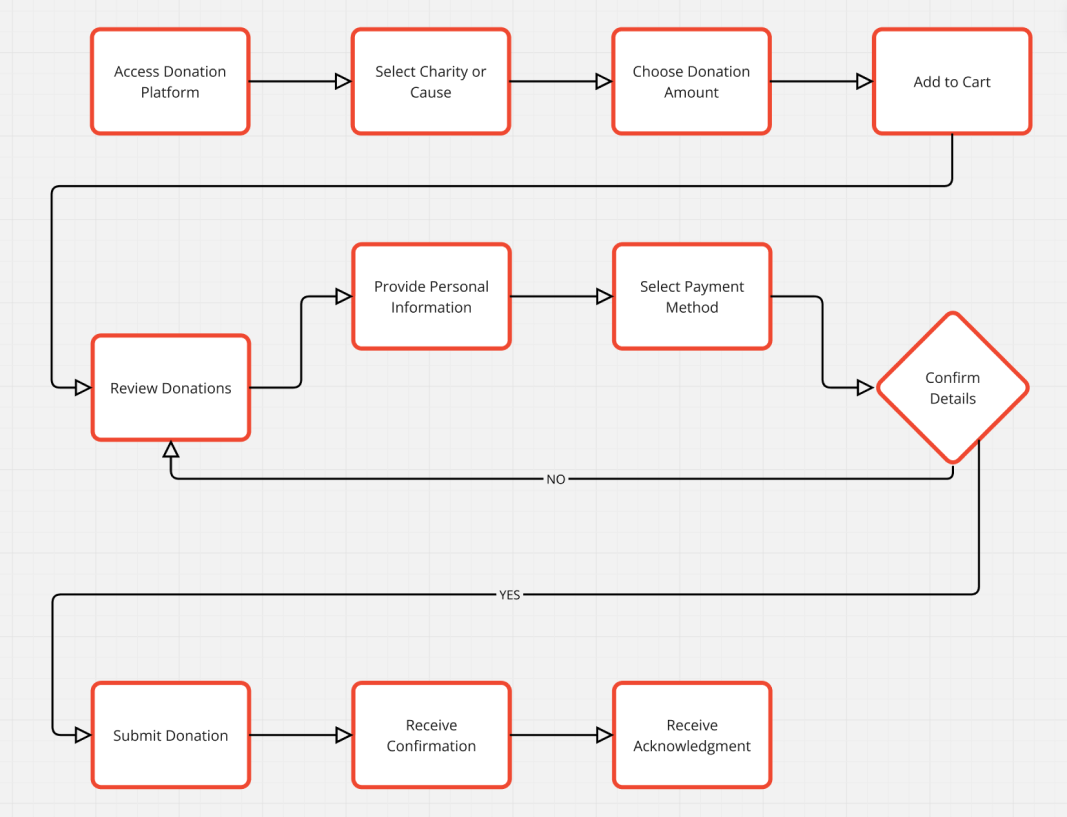 Access Donation
Platform
Select Charity or
Cause
Choose Donation
Amount
Add to Cart
Review Donations
Provide Personal
Information
Select Payment
Method
Confirm
Details
NO
YES
Submit Donation
Receive
Confirmation
Receive
Acknowledgment